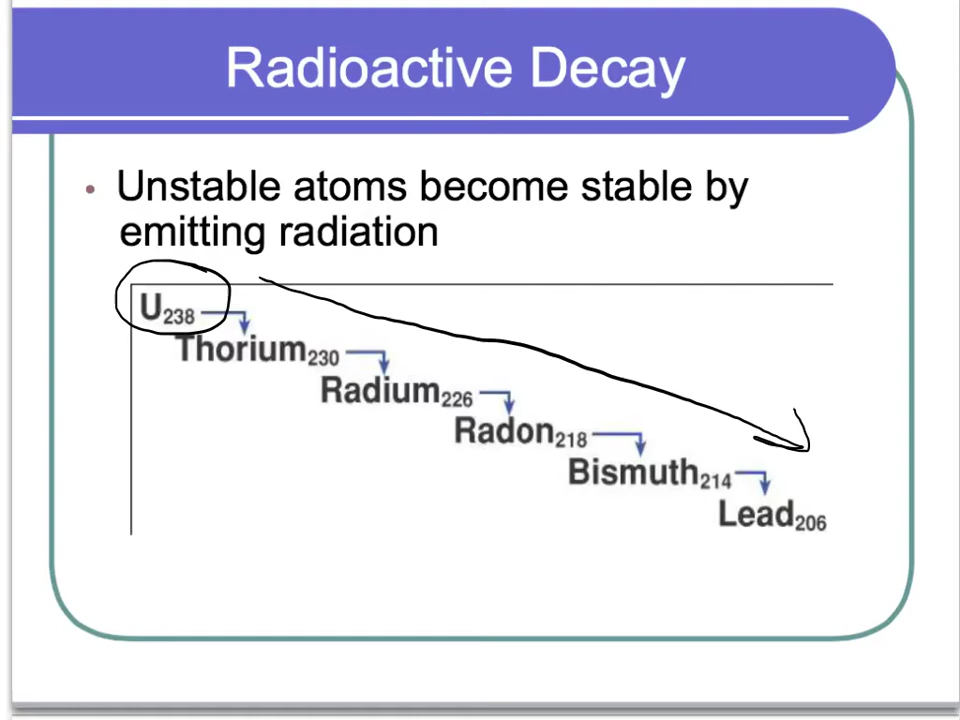 Radioactive Decay
• Unstable atoms become stable by
emitting radiation
U238
Thorium230
Radium226
Radon218
Bismuth214
Lead206